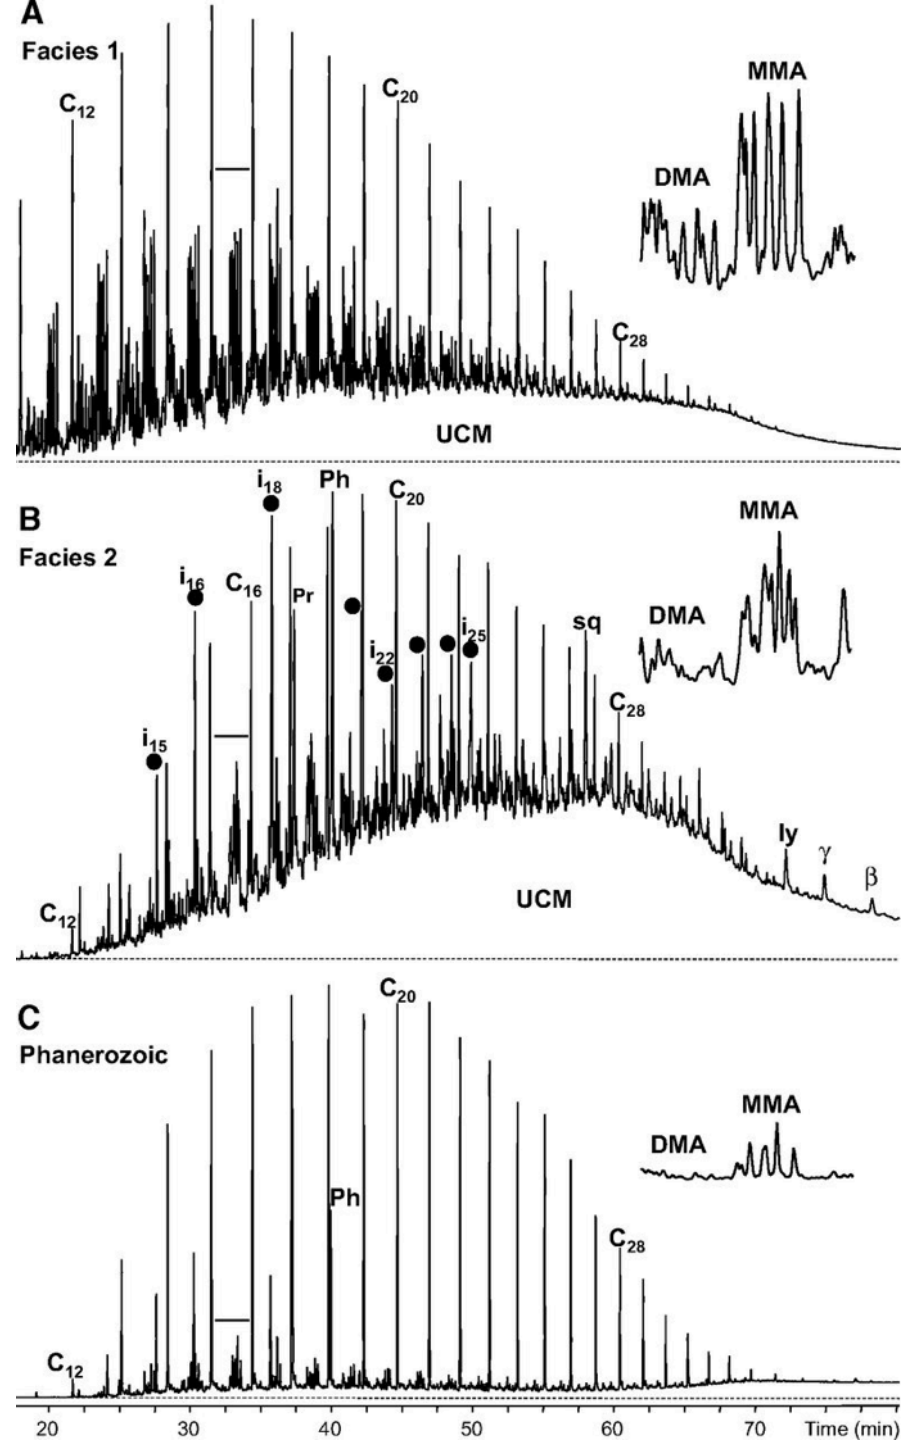 A
Facies 1
C12
C20
MMA
DMA
C28
UCM
B
Facies 2
i18
Ph
C20
MMA
i16
C16
Pr
DMA
i22
i25
sq
C28
i15
ly
γ
β
C12
UCM
C
Phanerozoic
C20
MMA
DMA
Ph
C28
C12
20 30 40 50 60 70 Time (min)